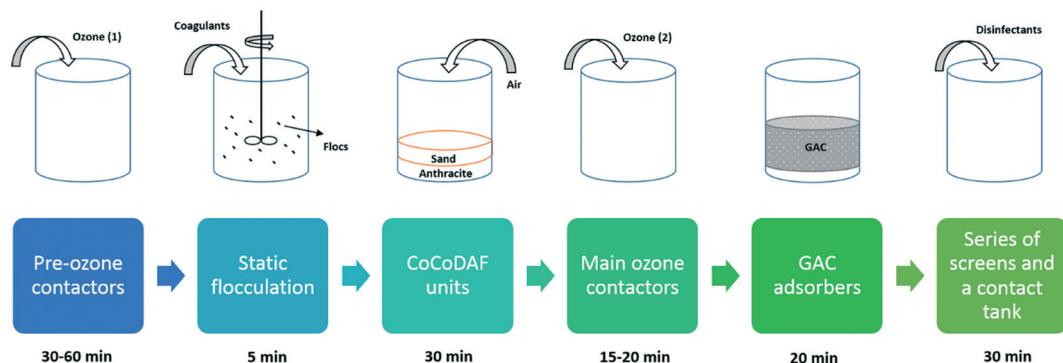 Ozone (1)
Coagulants
Flocs
Air
Sand
Anthracite
Ozone (2)
GAC
Disinfectants
Pre-ozone
contactors
Static
flocculation
CoCoDAF
units
Main ozone
contactors
GAC
adsorbers
Series of
screens and
a contact
tank
30-60 min
5 min
30 min
15-20 min
20 min
30 min